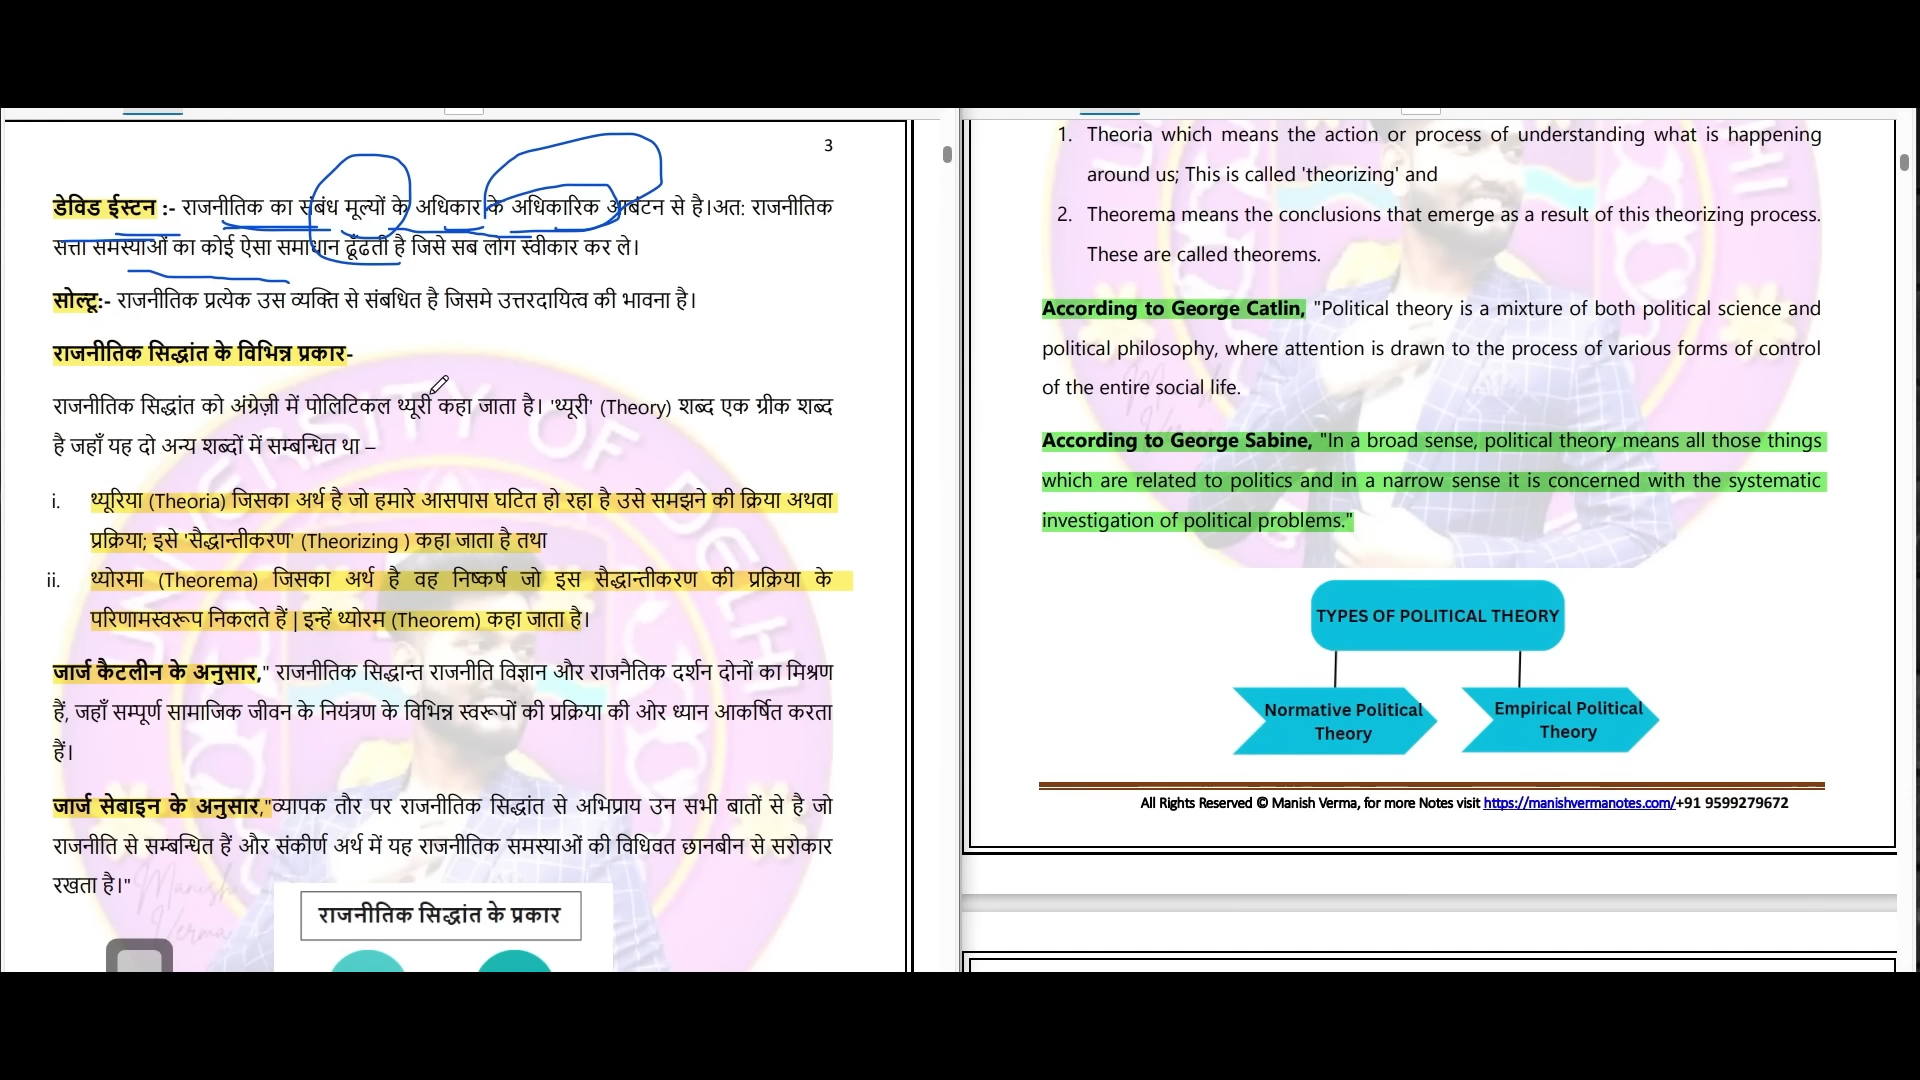 3
डेविड ईस्टन :- राजनीतिक का संबंध मूल्यों के अधिकार के अधिकारिक आबंटन से है।अत: राजनीतिक
सत्ता समस्याओं का कोई ऐसा समाधान ढूँढती है जिसे सब लोग स्वीकार कर ले।
सोल्टू:- राजनीतिक प्रत्येक उस व्यक्ति से संबधित है जिसमे उत्तरदायित्व की भावना है।
राजनीतिक सिद्धांत के विभिन्न प्रकार-
राजनीतिक सिद्धांत को अंग्रेज़ी में पोलिटिकल थ्यूरी कहा जाता है। 'थ्यूरी' (Theory) शब्द एक ग्रीक शब्द
है जहाँ यह दो अन्य शब्दों में सम्बन्धित था –
i. थ्यूरिया (Theoria) जिसका अर्थ है जो हमारे आसपास घटित हो रहा है उसे समझने की क्रिया अथवा
प्रक्रिया; इसे 'सैद्धान्तीकरण' (Theorizing ) कहा जाता है तथा
ii. थ्योरमा (Theorema) जिसका अर्थ है वह निष्कर्ष जो इस सैद्धान्तीकरण की प्रक्रिया के
परिणामस्वरूप निकलते हैं | इन्हें थ्योरम (Theorem) कहा जाता है।
जार्ज कैटलीन के अनुसार," राजनीतिक सिद्धान्त राजनीति विज्ञान और राजनैतिक दर्शन दोनों का मिश्रण
हैं, जहाँ सम्पूर्ण सामाजिक जीवन के नियंत्रण के विभिन्न स्वरूपों की प्रक्रिया की ओर ध्यान आकर्षित करता
हैं।
जार्ज सेबाइन के अनुसार,"व्यापक तौर पर राजनीतिक सिद्धांत से अभिप्राय उन सभी बातों से है जो
राजनीति से सम्बन्धित हैं और संकीर्ण अर्थ में यह राजनीतिक समस्याओं की विधिवत छानबीन से सरोकार
रखता है।"
Manish
Verma
राजनीतिक सिद्धांत के प्रकार
UNIVERSITY OF DELHI
1. Theoria which means the action or process of understanding what is happening
around us; This is called 'theorizing' and
2. Theorema means the conclusions that emerge as a result of this theorizing process.
These are called theorems.
According to George Catlin, "Political theory is a mixture of both political science and
political philosophy, where attention is drawn to the process of various forms of control
of the entire social life.
According to George Sabine, "In a broad sense, political theory means all those things
which are related to politics and in a narrow sense it is concerned with the systematic
investigation of political problems."
TYPES OF POLITICAL THEORY
Normative Political
Theory
Empirical Political
Theory
All Rights Reserved © Manish Verma, for more Notes visit https://manishvermanotes.com/+91 9599279672